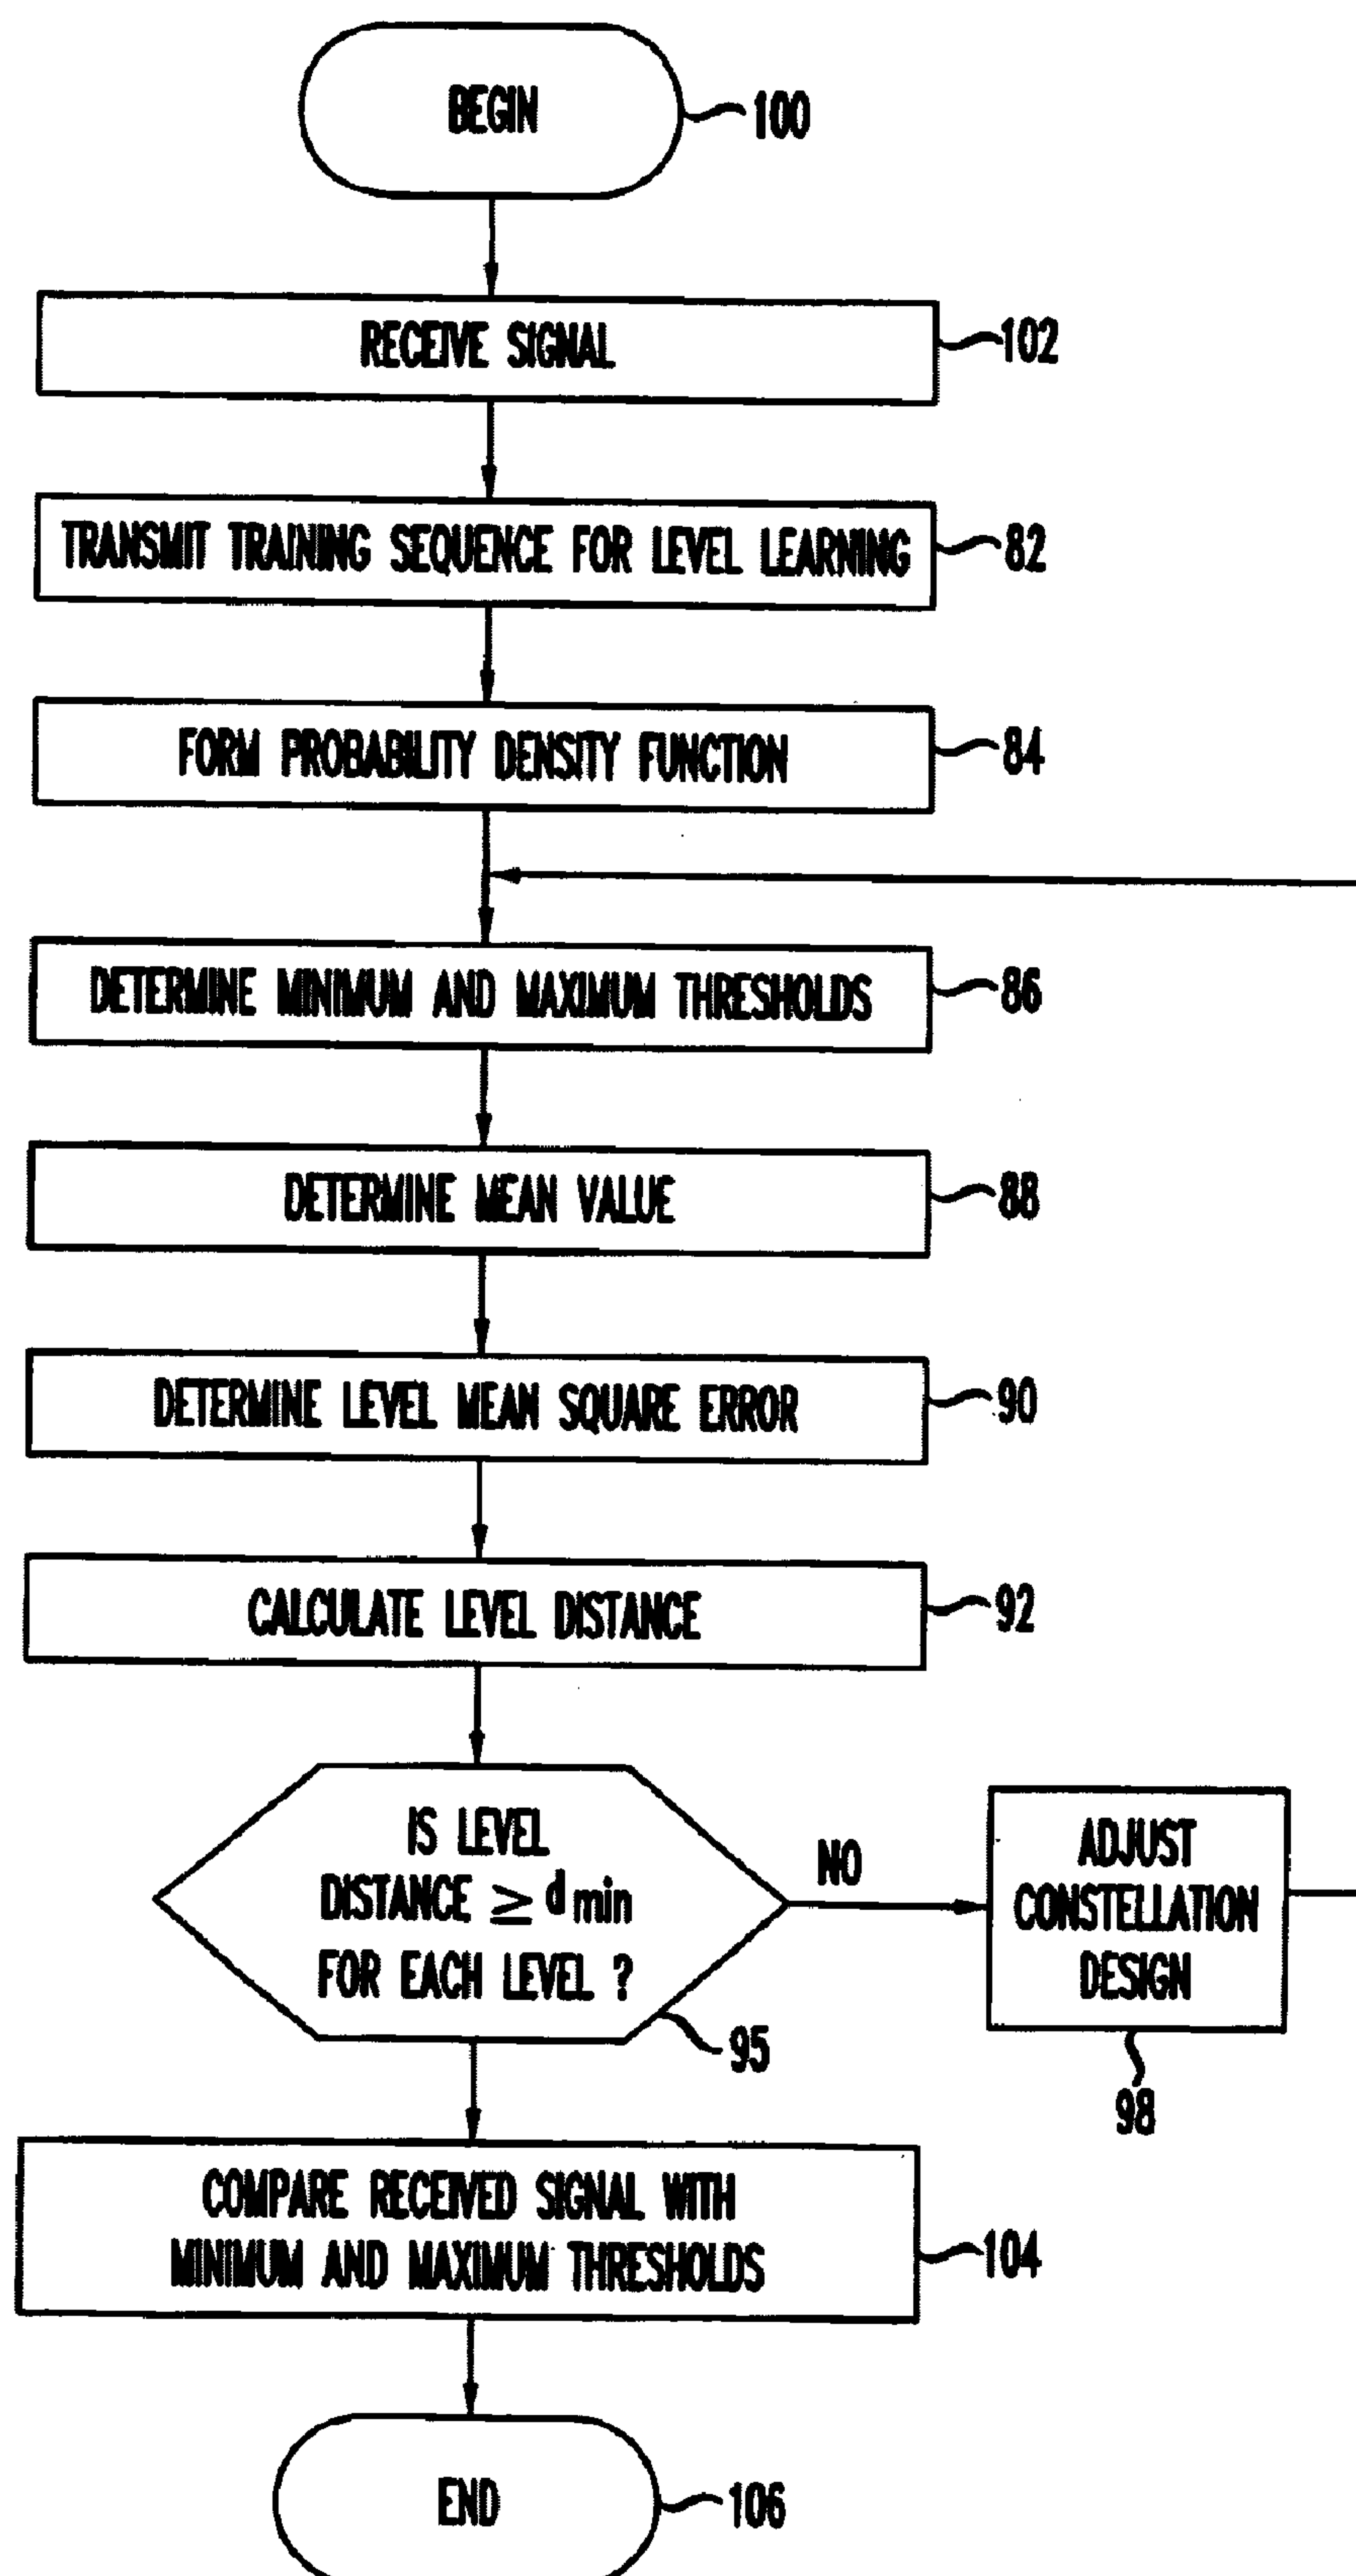 BEGIN
100
RECEIVE SIGNAL
102
TRANSMIT TRAINING SEQUENCE FOR LEVEL LEARNING
82
FORM PROBABILITY DENSITY FUNCTION
84
DETERMINE MINIMUM AND MAXIMUM THRESHOLDS
86
DETERMINE MEAN VALUE
88
DETERMINE LEVEL MEAN SQUARE ERROR
90
CALCULATE LEVEL DISTANCE
92
IS LEVEL
DISTANCE ≥ d min
FOR EACH LEVEL ?
95
NO
ADJUST
CONSTELLATION
DESIGN
98
COMPARE RECEIVED SIGNAL WITH
MINIMUM AND MAXIMUM THRESHOLDS
104
END
106